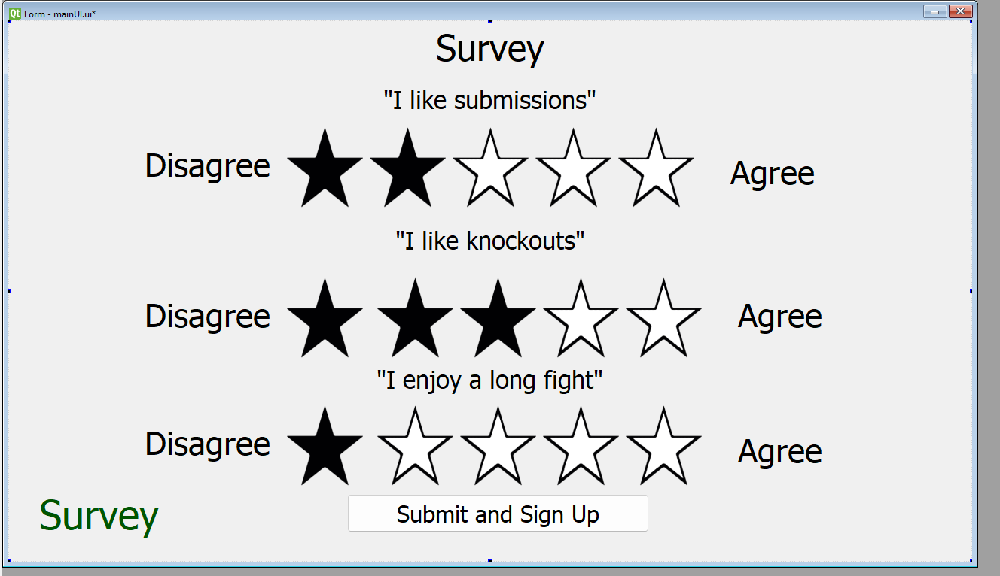 Qt Form - mainUI.ui*
Survey
"I like submissions"
Disagree Agree
"I like knockouts"
Disagree Agree
"I enjoy a long fight"
Disagree Agree
Submit and Sign Up
Survey